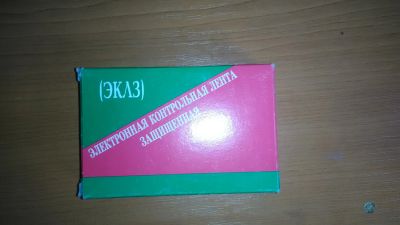 (ЭКЛЗ)
ЭЛЕКТРОННАЯ КОНТРОЛЬНАЯ ЛЕНТА
ЗАЩИЩЕННАЯ